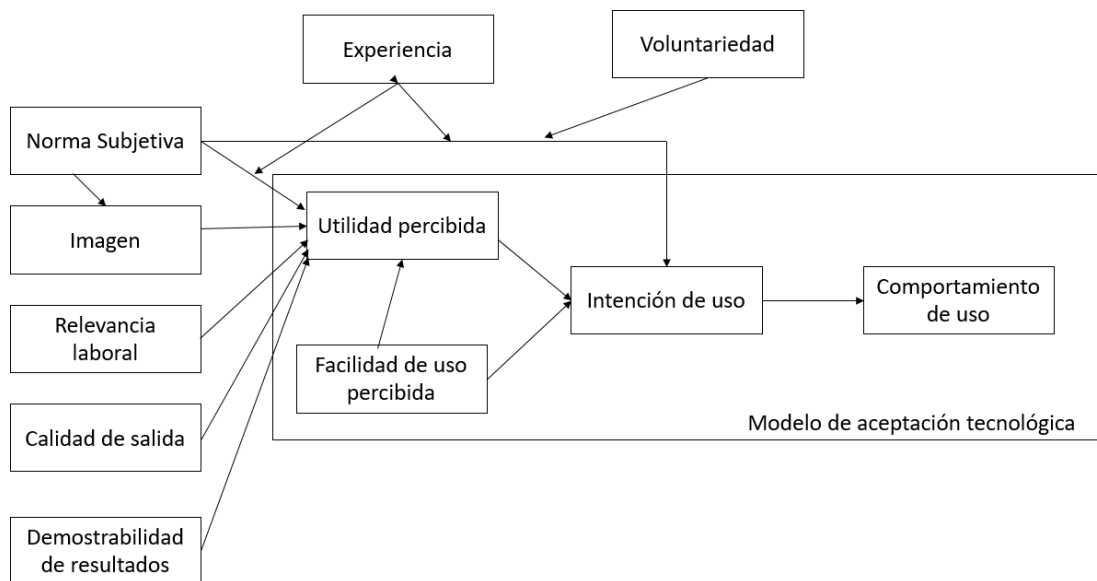 Experiencia
Voluntariedad
Norma Subjetiva
Imagen
Utilidad percibida
Intención de uso
Comportamiento
de uso
Relevancia
laboral
Facilidad de uso
percibida
Modelo de aceptación tecnológica
Calidad de salida
Demostrabilidad
de resultados